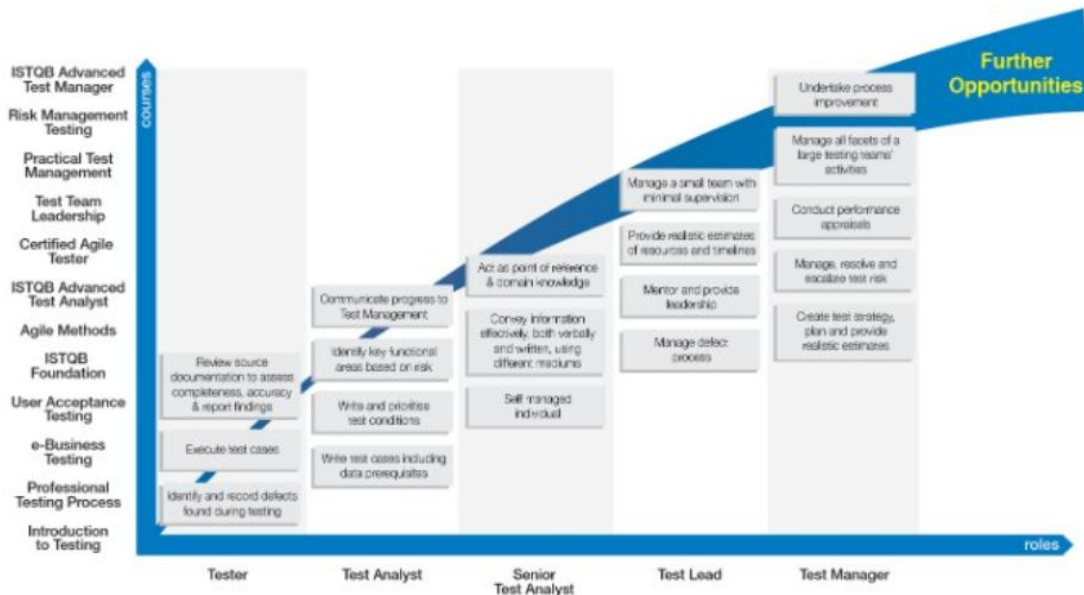 ISTQB Advanced
Test Manager
Risk Management
Testing
Practical Test
Management
Test Team
Leadership
Certified Agile
Tester
ISTQB Advanced
Test Analyst
Agile Methods
ISTQB
Foundation
User Acceptance
Testing
e-Business
Testing
Professional
Testing Process
Introduction
to Testing
courses
Review source
documentation to assess
completeness, accuracy
& report findings
Execute test cases
Identify and record defects
found during testing
Communicate progress to
Test Management
Identify key functional
areas based on risk
Write and prioritise
test conditions
Write test cases including
data prerequisites
Act as point of reference
& domain knowledge
Convey information
effectively, both verbally
and written, using
different mediums
Self managed
individual
Manage a small team with
minimal supervision
Provide realistic estimates
of resources and timelines
Mentor and provide
leadership
Manage defect
process
Undertake process
improvement
Manage all facets of a
large testing teams'
activities
Conduct performance
appraisals
Manage, resolve and
escalate test risk
Create test strategy,
plan and provide
realistic estimates
Further
Opportunities
roles
Tester
Test Analyst
Senior
Test Analyst
Test Lead
Test Manager